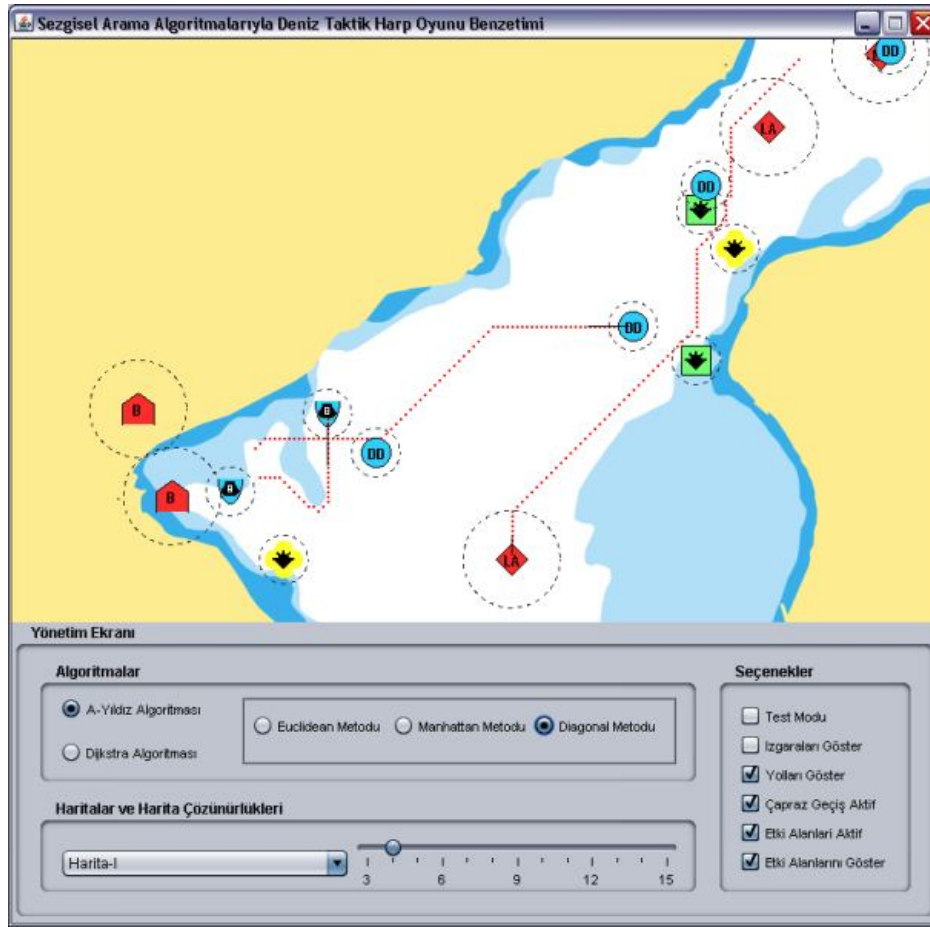 Sezgisel Arama Algoritmalarıyla Deniz Taktik Harp Oyunu Benzetimi
DD
LA
DD
DD
B
B
DD
B
B
LA
Yönetim Ekranı
Algoritmalar
A-Yıldız Algoritması
Dijkstra Algoritması
Euclidean Metodu
Manhattan Metodu
Diagonal Metodu
Haritalar ve Harita Çözünürlükleri
Harita-I
3 6 9 12 15
Seçenekler
Test Modu
Izgaraları Göster
Yolları Göster
Çapraz Geçiş Aktif
Etki Alanlari Aktif
Etki Alanlarını Göster